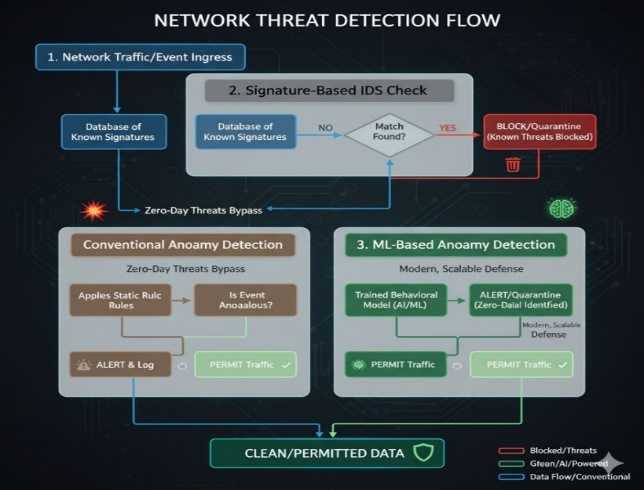 NETWORK THREAT DETECTION FLOW
1. Network Traffic/Event Ingress
2. Signature-Based IDS Check
Database of
Known Signatures
Database of
Known Signatures
NO
Match
Found?
YES
BLOCK/Quarantine
(Known Threats Blocked)
Zero-Day Threats Bypass
Conventional Anoamy Detection
Zero-Day Threats Bypass
Apples Static Rulc
Rules
Is Event
Anoaalous?
ALERT & Log
PERMIT Traffic
3. ML-Based Anoamy Detection
Modern, Scalable Defense
Trained Behavloral
Model (AI/ML)
ALERT/Quarantine
(Zero-Dalal Identfied)
Modern, Scalable
Defense
PERMIT Traffic
PERMIT Traffic
CLEAN/PERMITTED DATA
Blocked/Threats
Gfeen/AI/Powered
Data Flow/Conventional